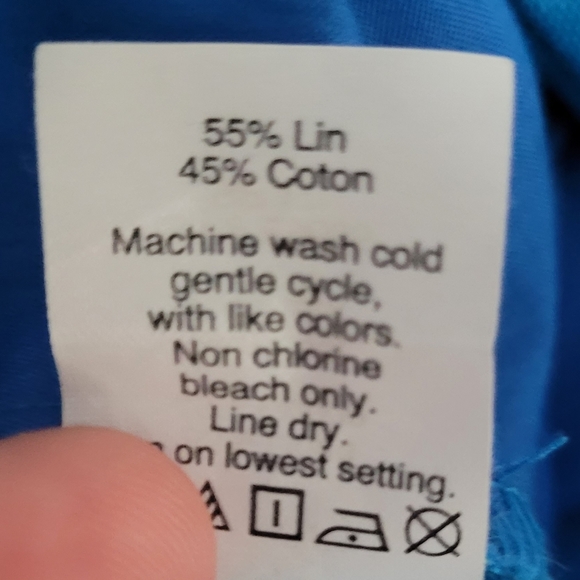 55% Lin
45% Coton
Machine wash cold
gentle cycle,
with like colors.
Non chlorine
bleach only.
Line dry.
on lowest setting.